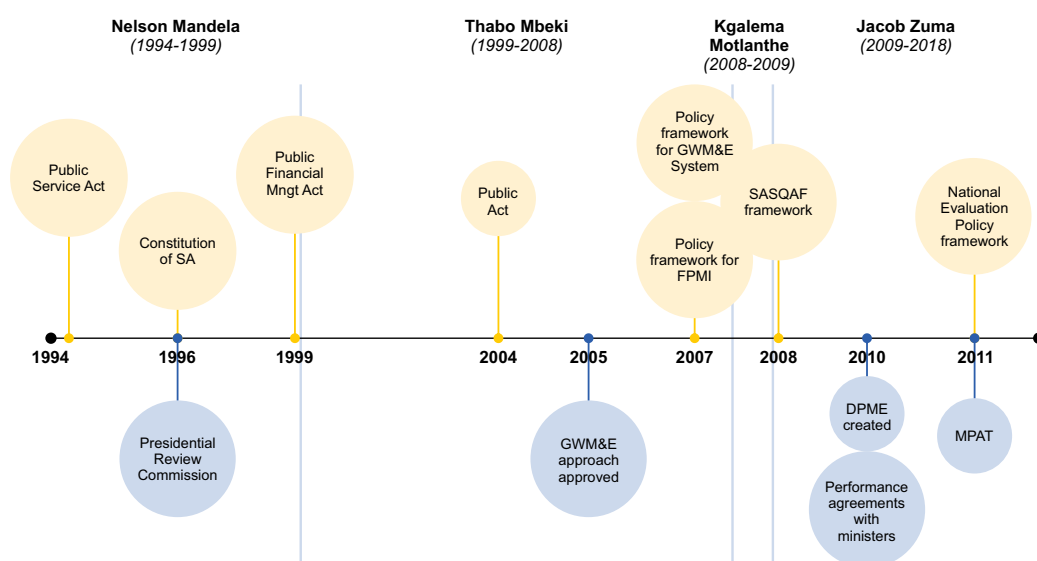 Nelson Mandela
(1994-1999)
Thabo Mbeki
(1999-2008)
Kgalema
Motlanthe
(2008-2009)
Jacob Zuma
(2009-2018)
Public
Service Act
Constitution
of SA
Public
Financial
Mngt Act
Public
Act
Policy
framework
for GWM&E
System
Policy
framework for
FPMI
SASQAF
framework
National
Evaluation
Policy
framework
1994
1996
1999
2004
2005
2007
2008
2010
2011
Presidential
Review
Commission
GWM&E
approach
approved
DPME
created
Performance
agreements
with
ministers
MPAT